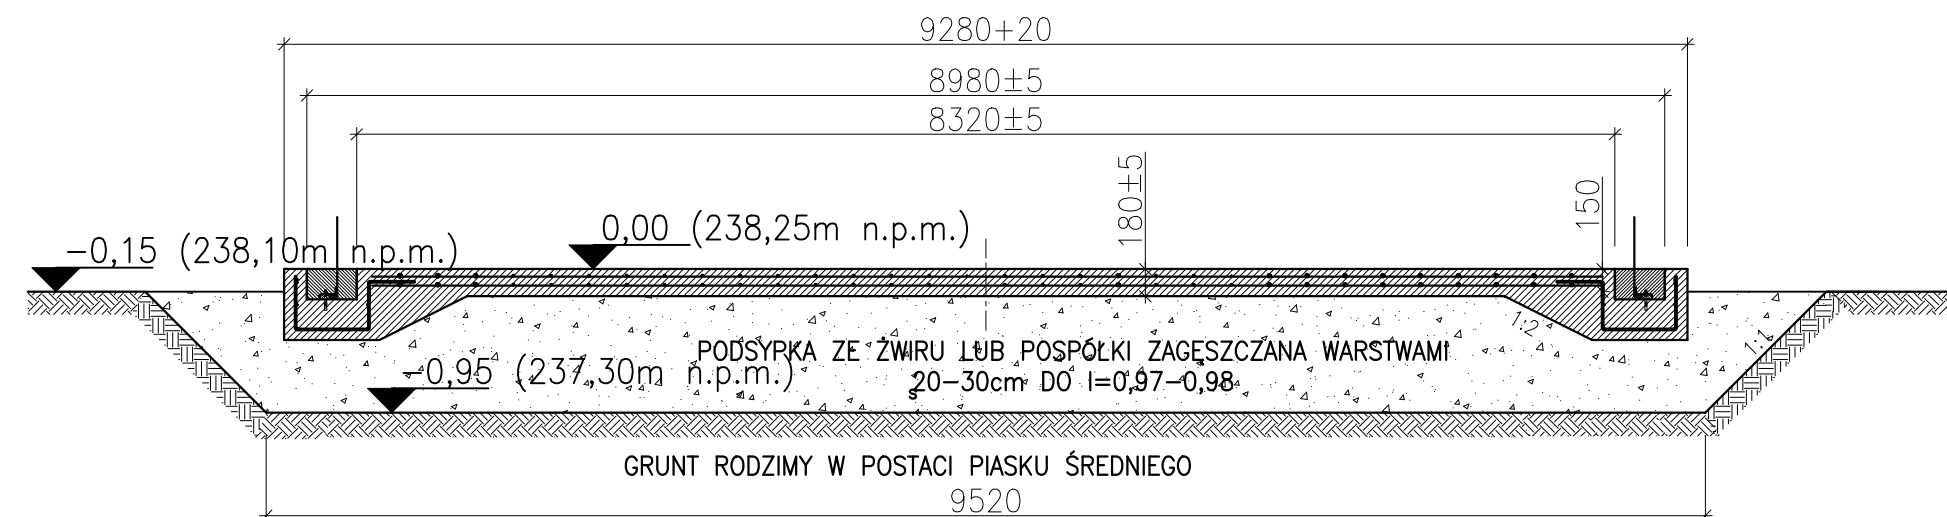 9280+20
8980±5
8320±5
180±5
150
0,00 (238,25m n.p.m.)
-0,15 (238,10m n.p.m.)
1:2
1:1
PODSYPKA ZE ŻWIRU LUB POSPÓŁKI ZAGĘSZCZANA WARSTWAMI
20-30cm DO I=0,97-0,98
s
-0,95 (237,30m n.p.m.)
GRUNT RODZIMY W POSTACI PIASKU ŚREDNIEGO
9520